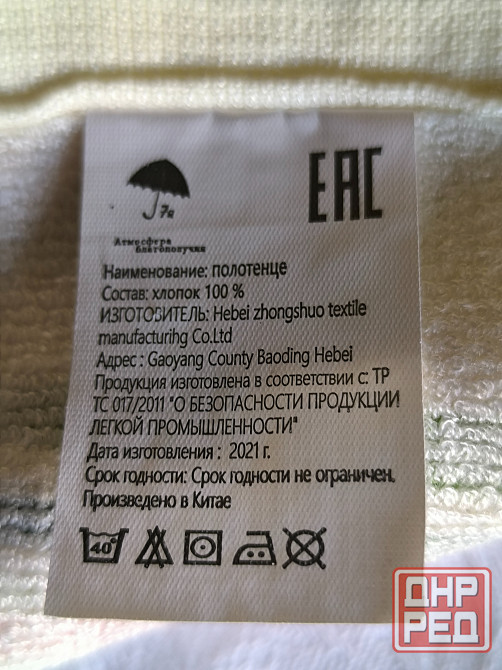 EAC
7я
Атмосфера
благополучия
Наименование: полотенце
Состав: хлопок 100 %
ИЗГОТОВИТЕЛЬ: Hebei zhongshuo textile
manufacturihg Co.Ltd
Адрес : Gaoyang County Baoding Hebei
Продукция изготовлена в соответствии с: ТР
ТС 017/2011 "О БЕЗОПАСНОСТИ ПРОДУКЦИИ
ЛЕГКОЙ ПРОМЫШЛЕННОСТИ"
Дата изготовления : 2021 г.
Срок годности: Срок годности не ограничен.
Произведено в Китае
40°
ДНР
РЕД